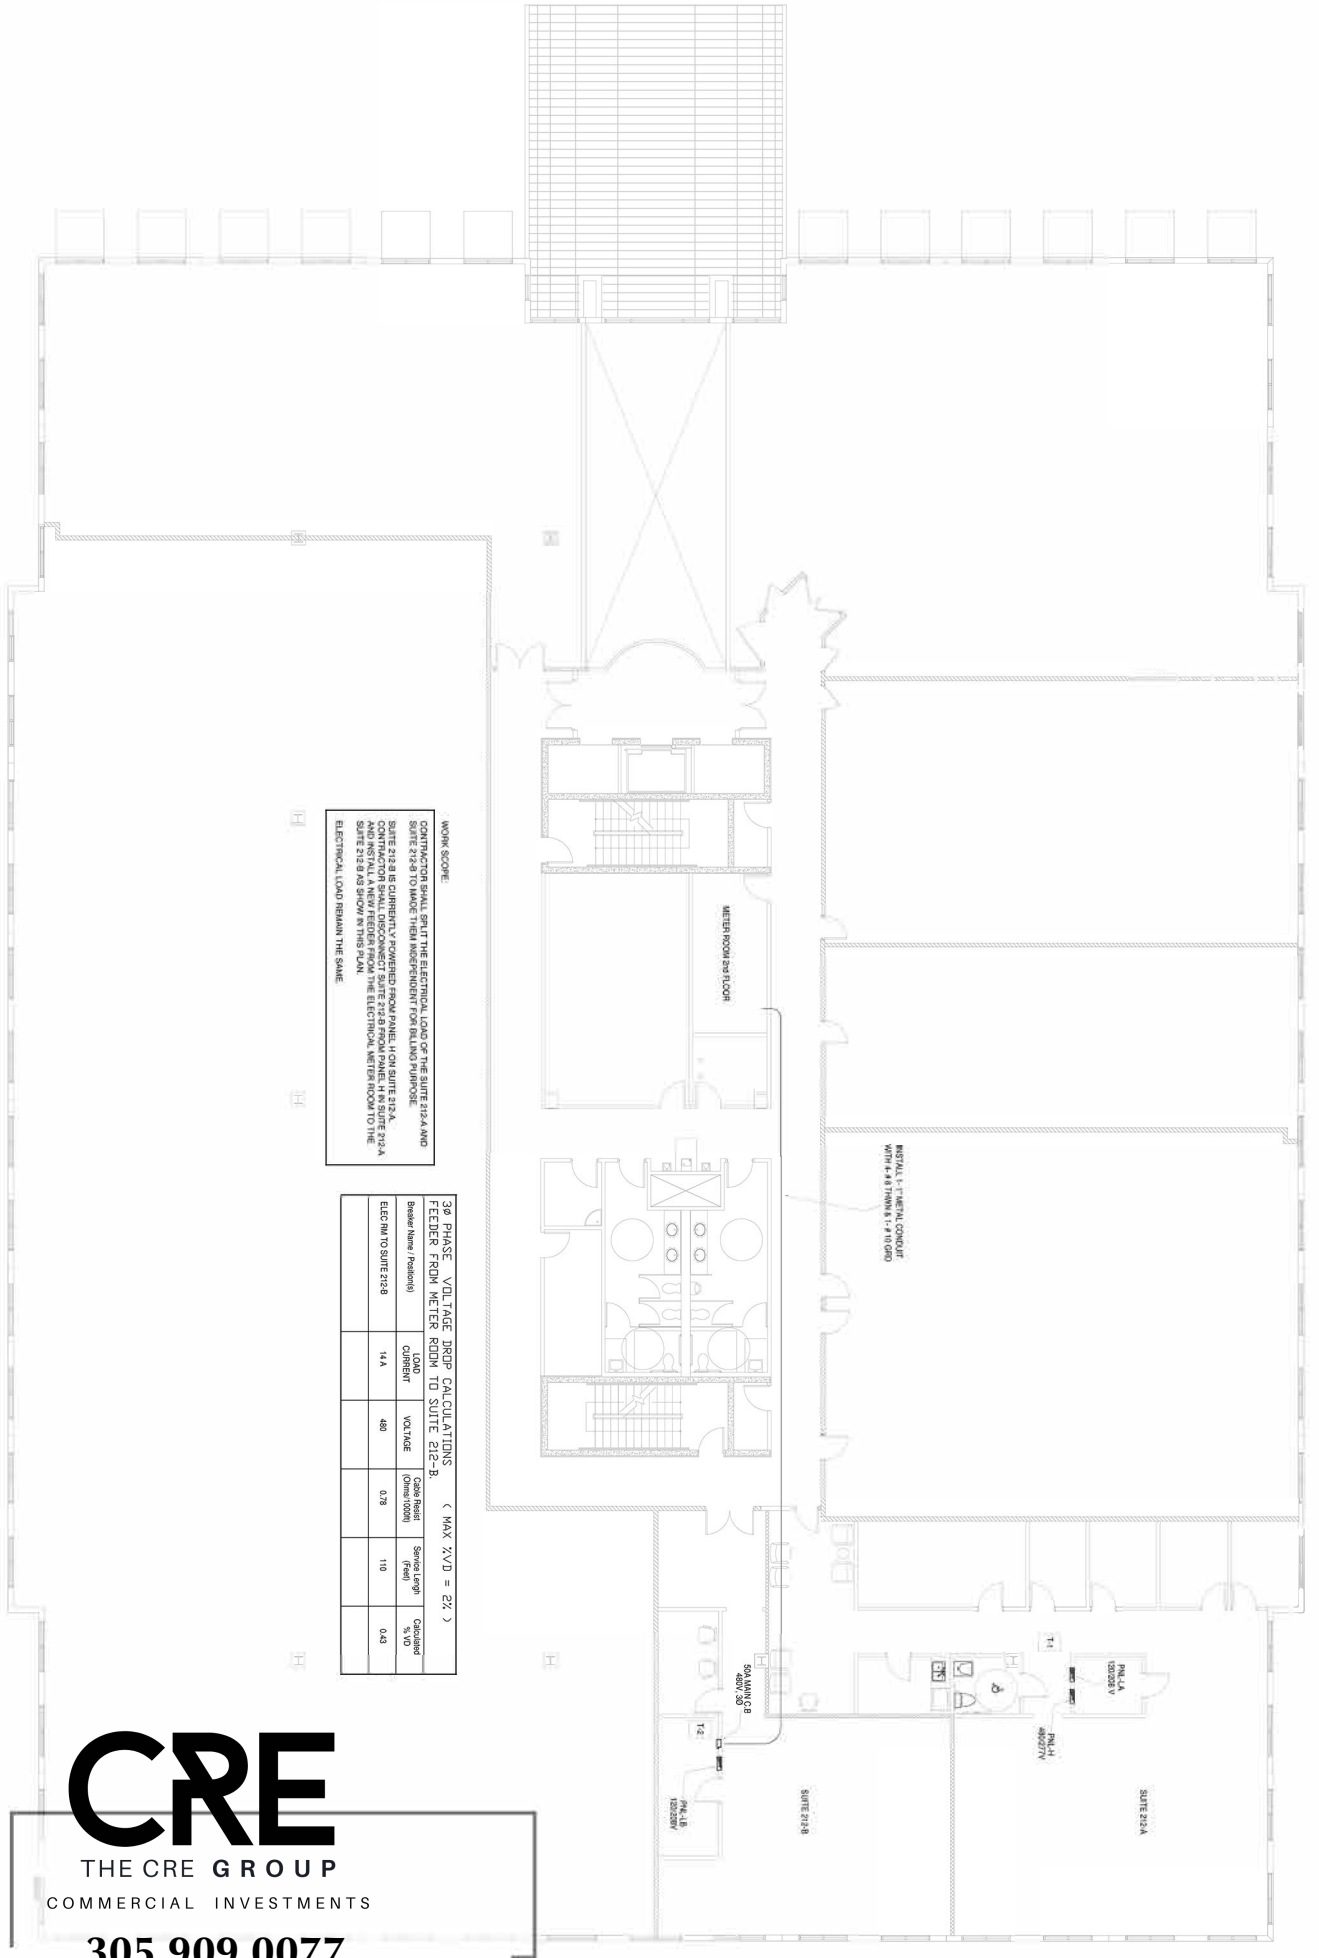 WORK SCOPE:
CONTRACTOR SHALL SPLIT THE ELECTRICAL LOAD OF THE SUITE 212-A AND
SUITE 212-B TO MADE THEM INDEPENDENT FOR BILLING PURPOSE.
SUITE 212-B IS CURRENTLY POWERED FROM PANEL H ON SUITE 212-A.
CONTRACTOR SHALL DISCONNECT SUITE 212-B FROM PANEL H IN SUITE 212-A
AND INSTALL A NEW FEEDER FROM THE ELECTRICAL METER ROOM TO THE
SUITE 212-B AS SHOW IN THIS PLAN.
ELECTRICAL LOAD REMAIN THE SAME.
METER ROOM 2nd FLOOR
INSTALL 1- 1" METAL CONDUIT
WITH 4- # 8 THWN & 1- # 10 GRD
3Ø PHASE VOLTAGE DROP CALCULATIONS ( MAX %VD = 2% )
FEEDER FROM METER ROOM TO SUITE 212-B.
Breaker Name / Position(s)
LOAD
CURRENT
VOLTAGE
Cable Resist
(Ohms/1000ft)
Service Lengh
(Feet)
Calculated
% VD
ELEC RM TO SUITE 212-B
14 A
480
0.78
110
0.43
T-1
PNL-LA
120/208 V
PNL-H
480/277V
50A MAIN C.B
480V, 3Ø
T-2
PNL-LB
120/208V
SUITE 212-B
SUITE 212-A
CRE
THE CRE GROUP
COMMERCIAL INVESTMENTS
305.909.0077